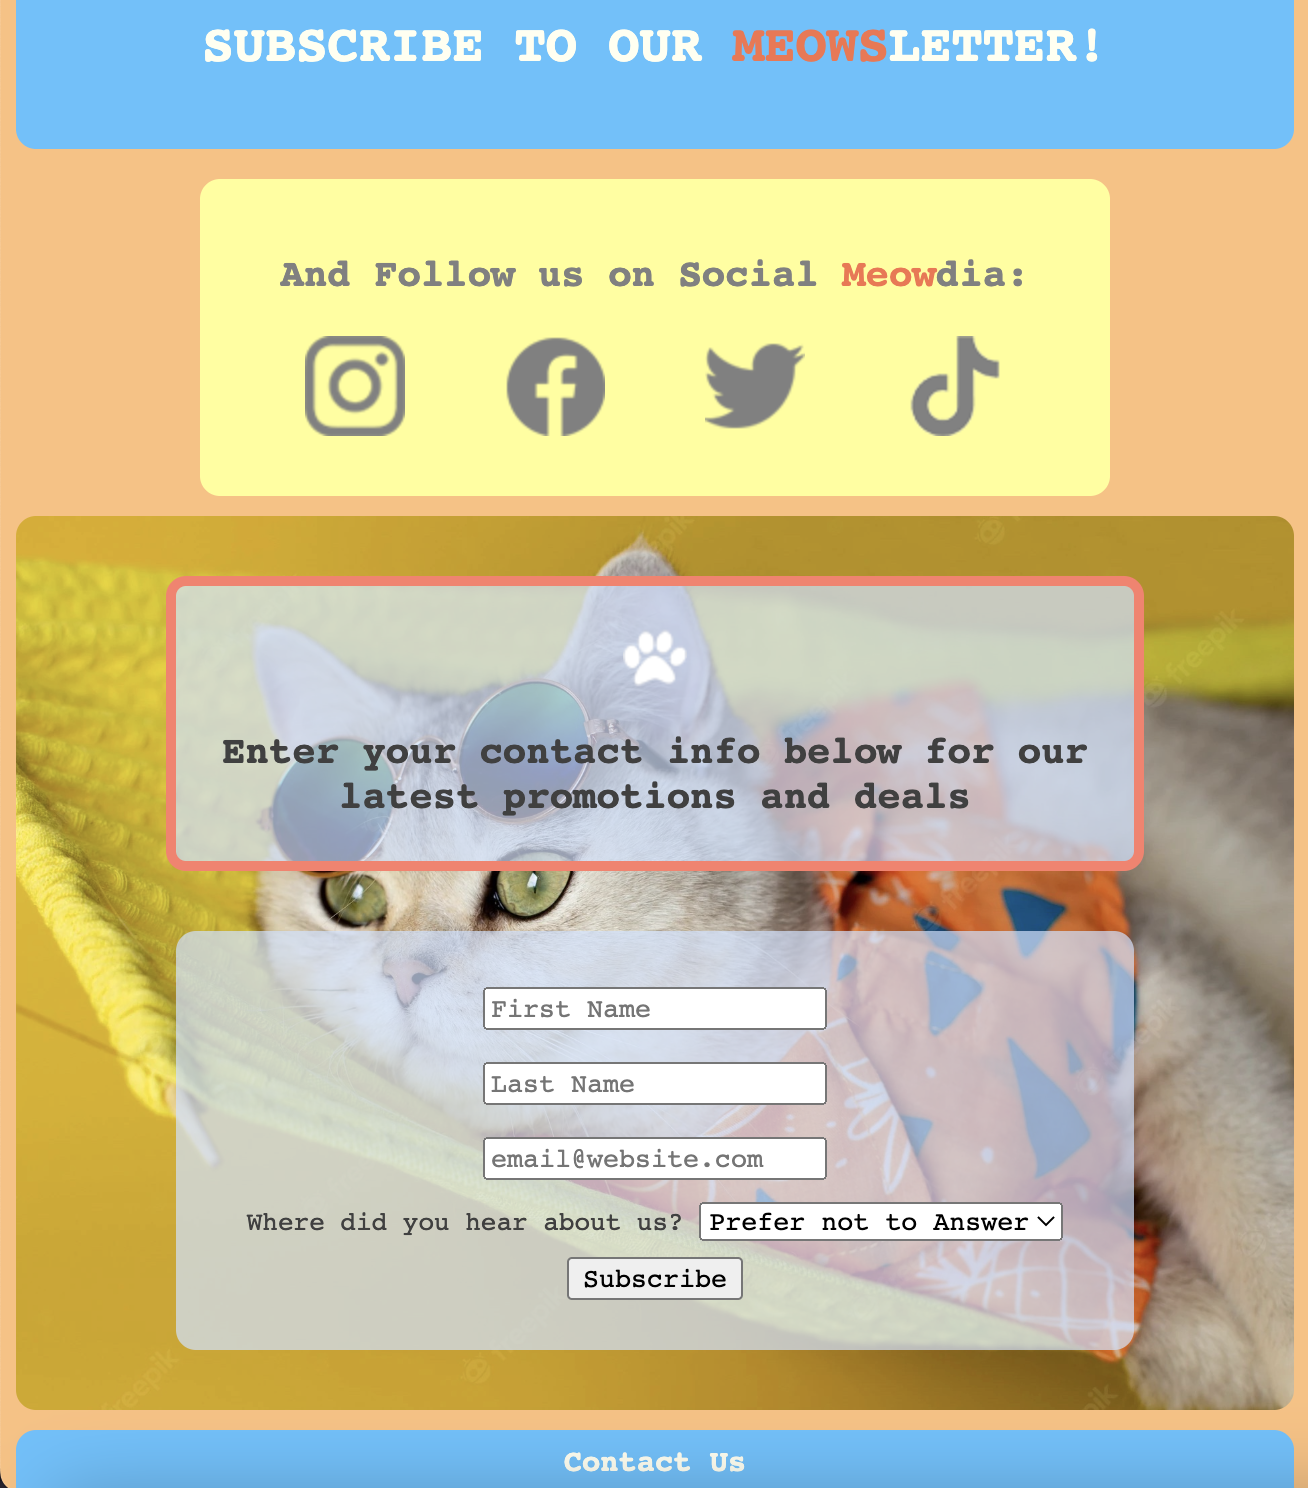 SUBSCRIBE TO OUR MEOWSLETTER!
And Follow us on Social Meowdia:
freepik
Enter your contact info below for our
latest promotions and deals
First Name
Last Name
email@website.com
Where did you hear about us? Prefer not to Answer
Subscribe
freepik
Contact Us